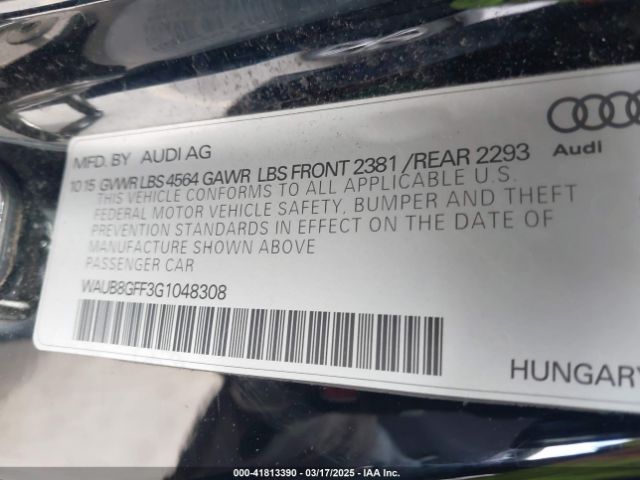 MFD. BY AUDI AG
Audi
10 15 GVWR LBS 4564 GAWR LBS FRONT 2381 /REAR 2293
THIS VEHICLE CONFORMS TO ALL APPLICABLE U.S.
FEDERAL MOTOR VEHICLE SAFETY, BUMPER AND THEFT
PREVENTION STANDARDS IN EFFECT ON THE DATE OF
MANUFACTURE SHOWN ABOVE
PASSENGER CAR
WAUB8GFF3G1048308
HUNGARY
000-41813390 — 03/17/2025 — IAA Corp.